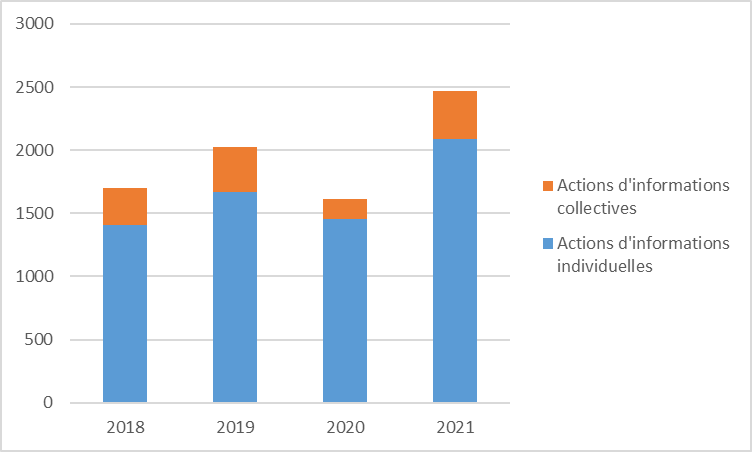 3000
2500
2000
1500
1000
500
0
2018 2019 2020 2021
Actions d'informations
collectives
Actions d'informations
individuelles